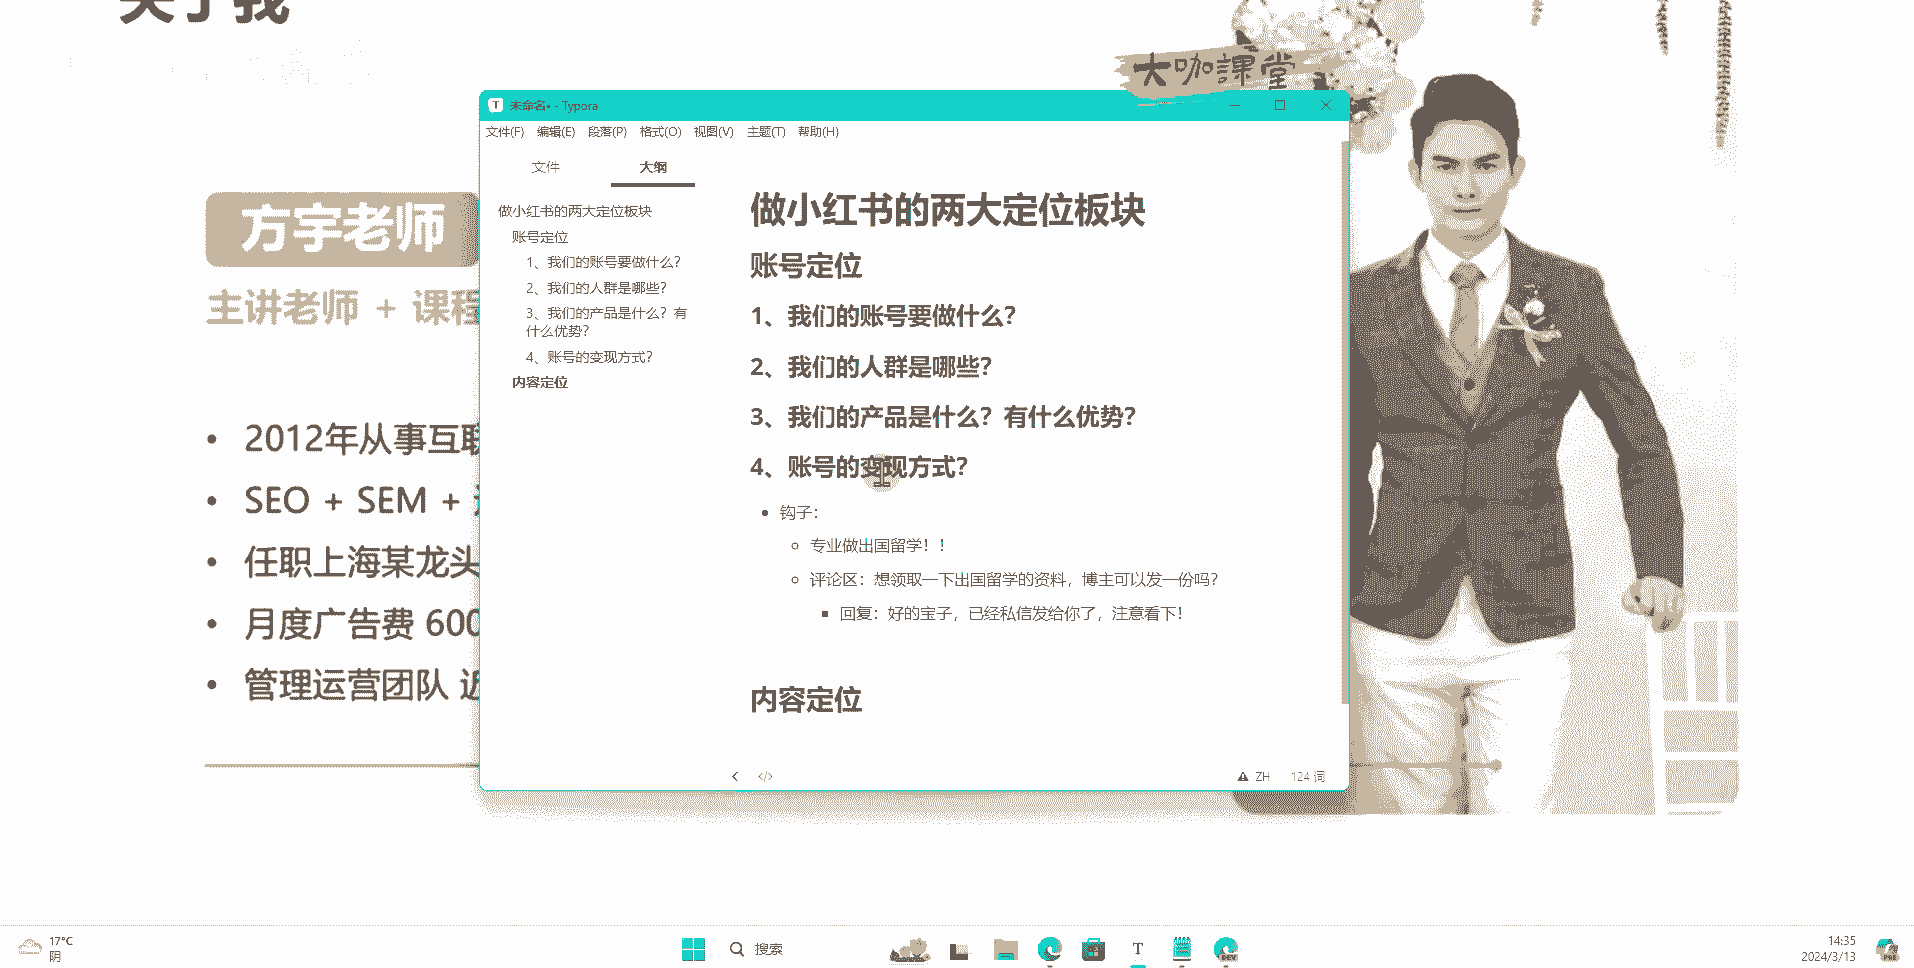 关于我
大咖課堂
未命名• - Typora
文件(F) 编辑(E) 段落(P) 格式(O) 视图(V) 主题(T) 帮助(H)
文件 大纲
做小红书的两大定位板块
账号定位
1、我们的账号要做什么？
2、我们的人群是哪些？
3、我们的产品是什么？有
什么优势？
4、账号的变现方式？
内容定位
做小红书的两大定位板块
账号定位
1、我们的账号要做什么？
2、我们的人群是哪些？
3、我们的产品是什么？有什么优势？
4、账号的变现方式？
• 钩子：
专业做出国留学！！
评论区：想领取一下出国留学的资料，博主可以发一份吗？
回复：好的宝子，已经私信发给你了，注意看下！
内容定位
ZH 124 词
方宇老师
主讲老师 + 课程
• 2012年从事互联
• SEO + SEM +
• 任职上海某龙头
• 月度广告费 600
• 管理运营团队 近
17°C
阴
搜索
T
DEV
14:35
2024/3/13
PRE